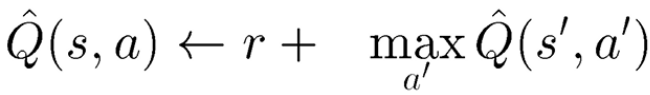 Q̂(s, a) ← r + max_{a'} Q̂(s', a')